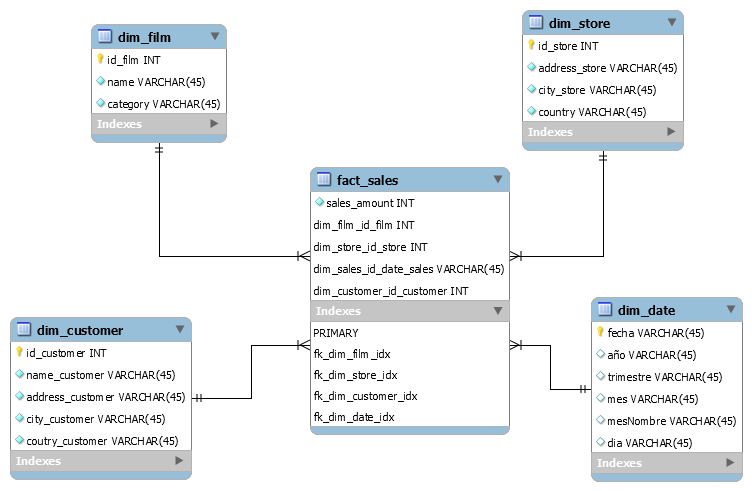 dim_film
id_film INT
name VARCHAR(45)
category VARCHAR(45)
Indexes
dim_store
id_store INT
address_store VARCHAR(45)
city_store VARCHAR(45)
country VARCHAR(45)
Indexes
fact_sales
sales_amount INT
dim_film_id_film INT
dim_store_id_store INT
dim_sales_id_date_sales VARCHAR(45)
dim_customer_id_customer INT
Indexes
PRIMARY
fk_dim_film_idx
fk_dim_store_idx
fk_dim_customer_idx
fk_dim_date_idx
dim_customer
id_customer INT
name_customer VARCHAR(45)
address_customer VARCHAR(45)
city_customer VARCHAR(45)
coutry_customer VARCHAR(45)
Indexes
dim_date
fecha VARCHAR(45)
año VARCHAR(45)
trimestre VARCHAR(45)
mes VARCHAR(45)
mesNombre VARCHAR(45)
dia VARCHAR(45)
Indexes